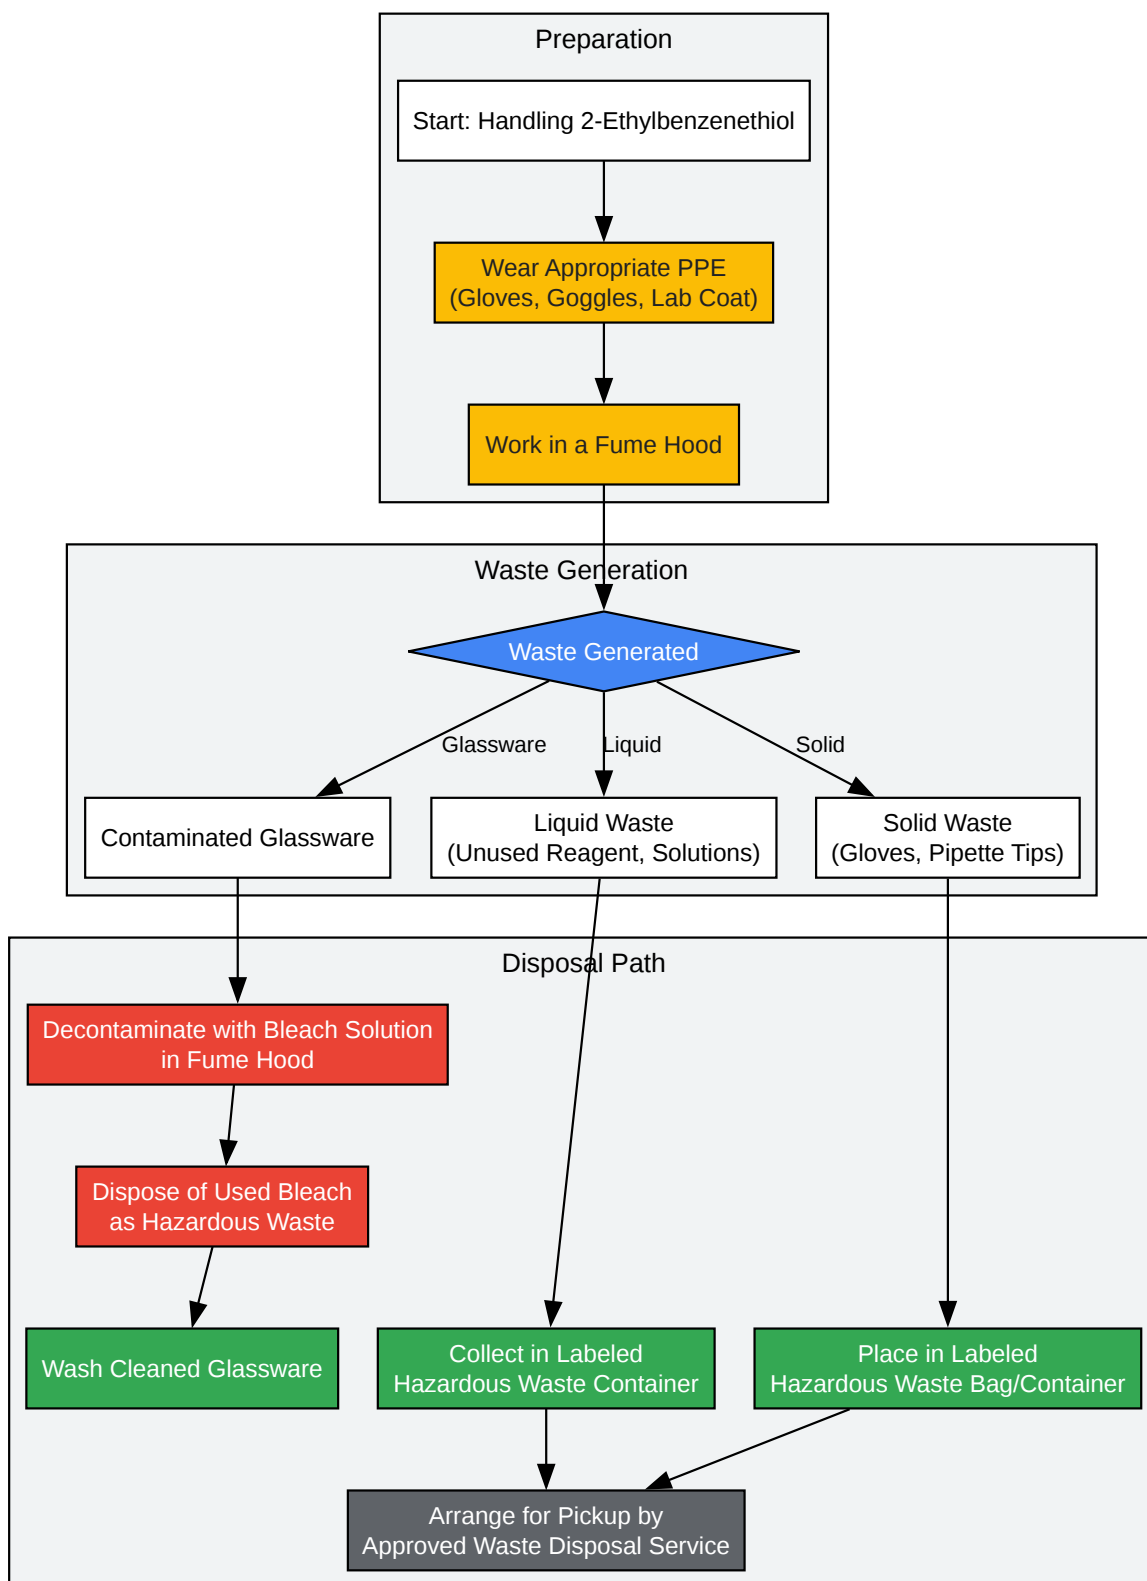 Preparation
Start: Handling 2-Ethylbenzenethiol
Wear Appropriate PPE
(Gloves, Goggles, Lab Coat)
Work in a Fume Hood
Waste Generation
Waste Generated
Glassware
Liquid
Solid
Contaminated Glassware
Liquid Waste
(Unused Reagent, Solutions)
Solid Waste
(Gloves, Pipette Tips)
Disposal Path
Decontaminate with Bleach Solution
in Fume Hood
Dispose of Used Bleach
as Hazardous Waste
Wash Cleaned Glassware
Collect in Labeled
Hazardous Waste Container
Place in Labeled
Hazardous Waste Bag/Container
Arrange for Pickup by
Approved Waste Disposal Service